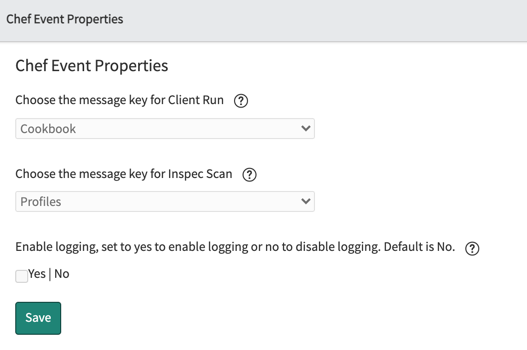 Chef Event Properties
Chef Event Properties
Choose the message key for Client Run ?
Cookbook
Choose the message key for Inspec Scan ?
Profiles
Enable logging, set to yes to enable logging or no to disable logging. Default is No. ?
Yes | No
Save